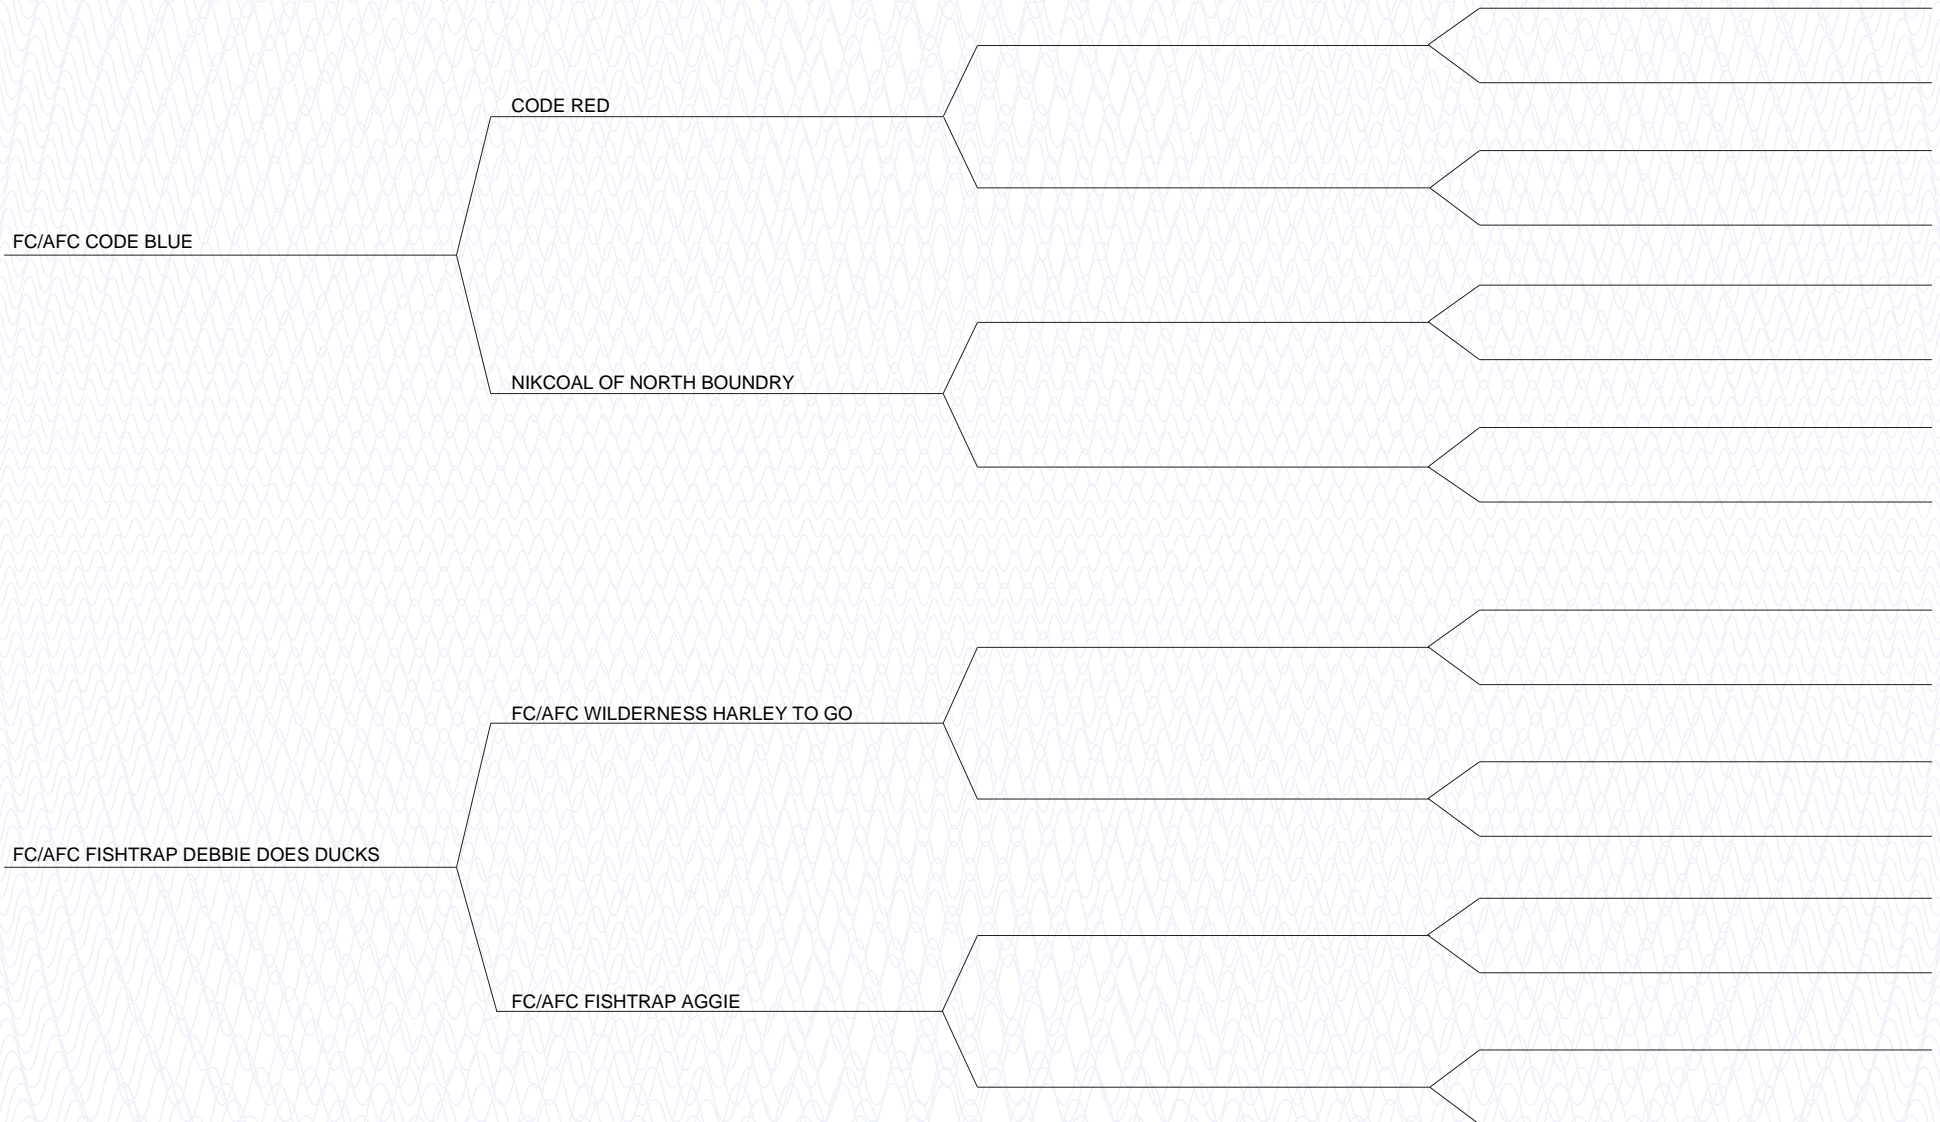 CODE RED
FC/AFC CODE BLUE
NIKCOAL OF NORTH BOUNDRY
FC/AFC WILDERNESS HARLEY TO GO
FC/AFC FISHTRAP DEBBIE DOES DUCKS
FC/AFC FISHTRAP AGGIE